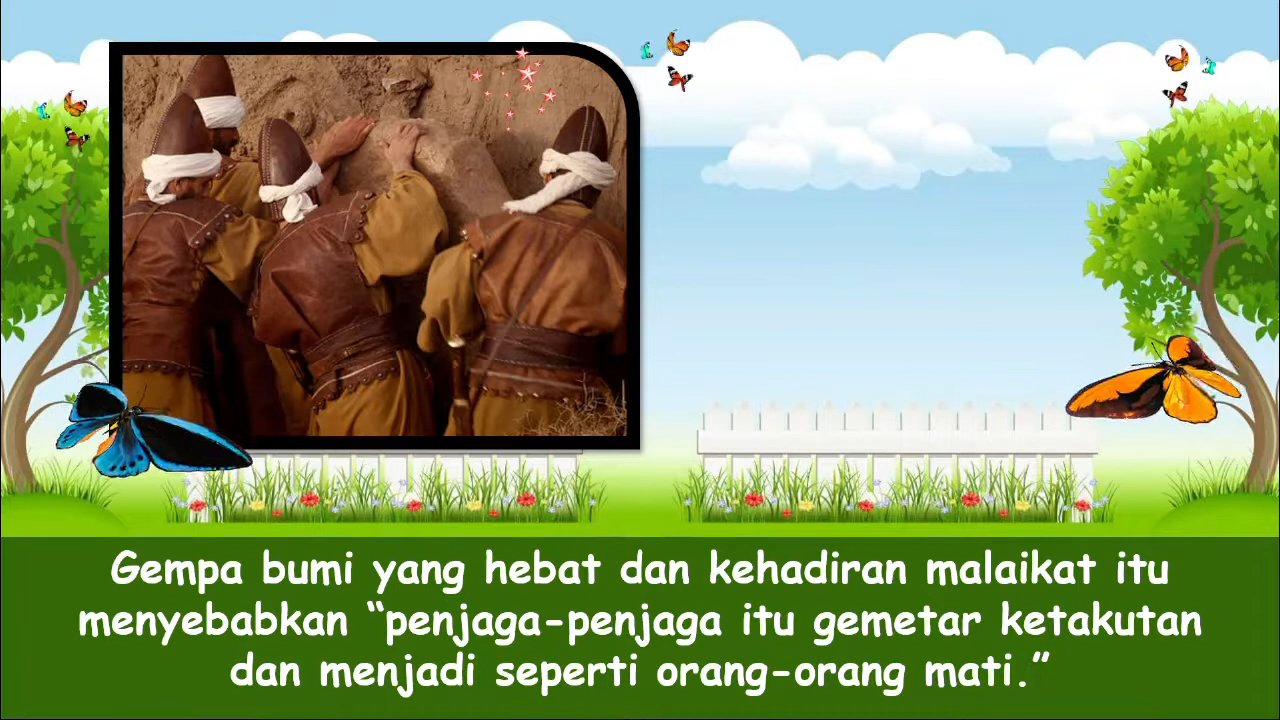 Gempa bumi yang hebat dan kehadiran malaikat itu
menyebabkan “penjaga-penjaga itu gemetar ketakutan
dan menjadi seperti orang-orang mati.”